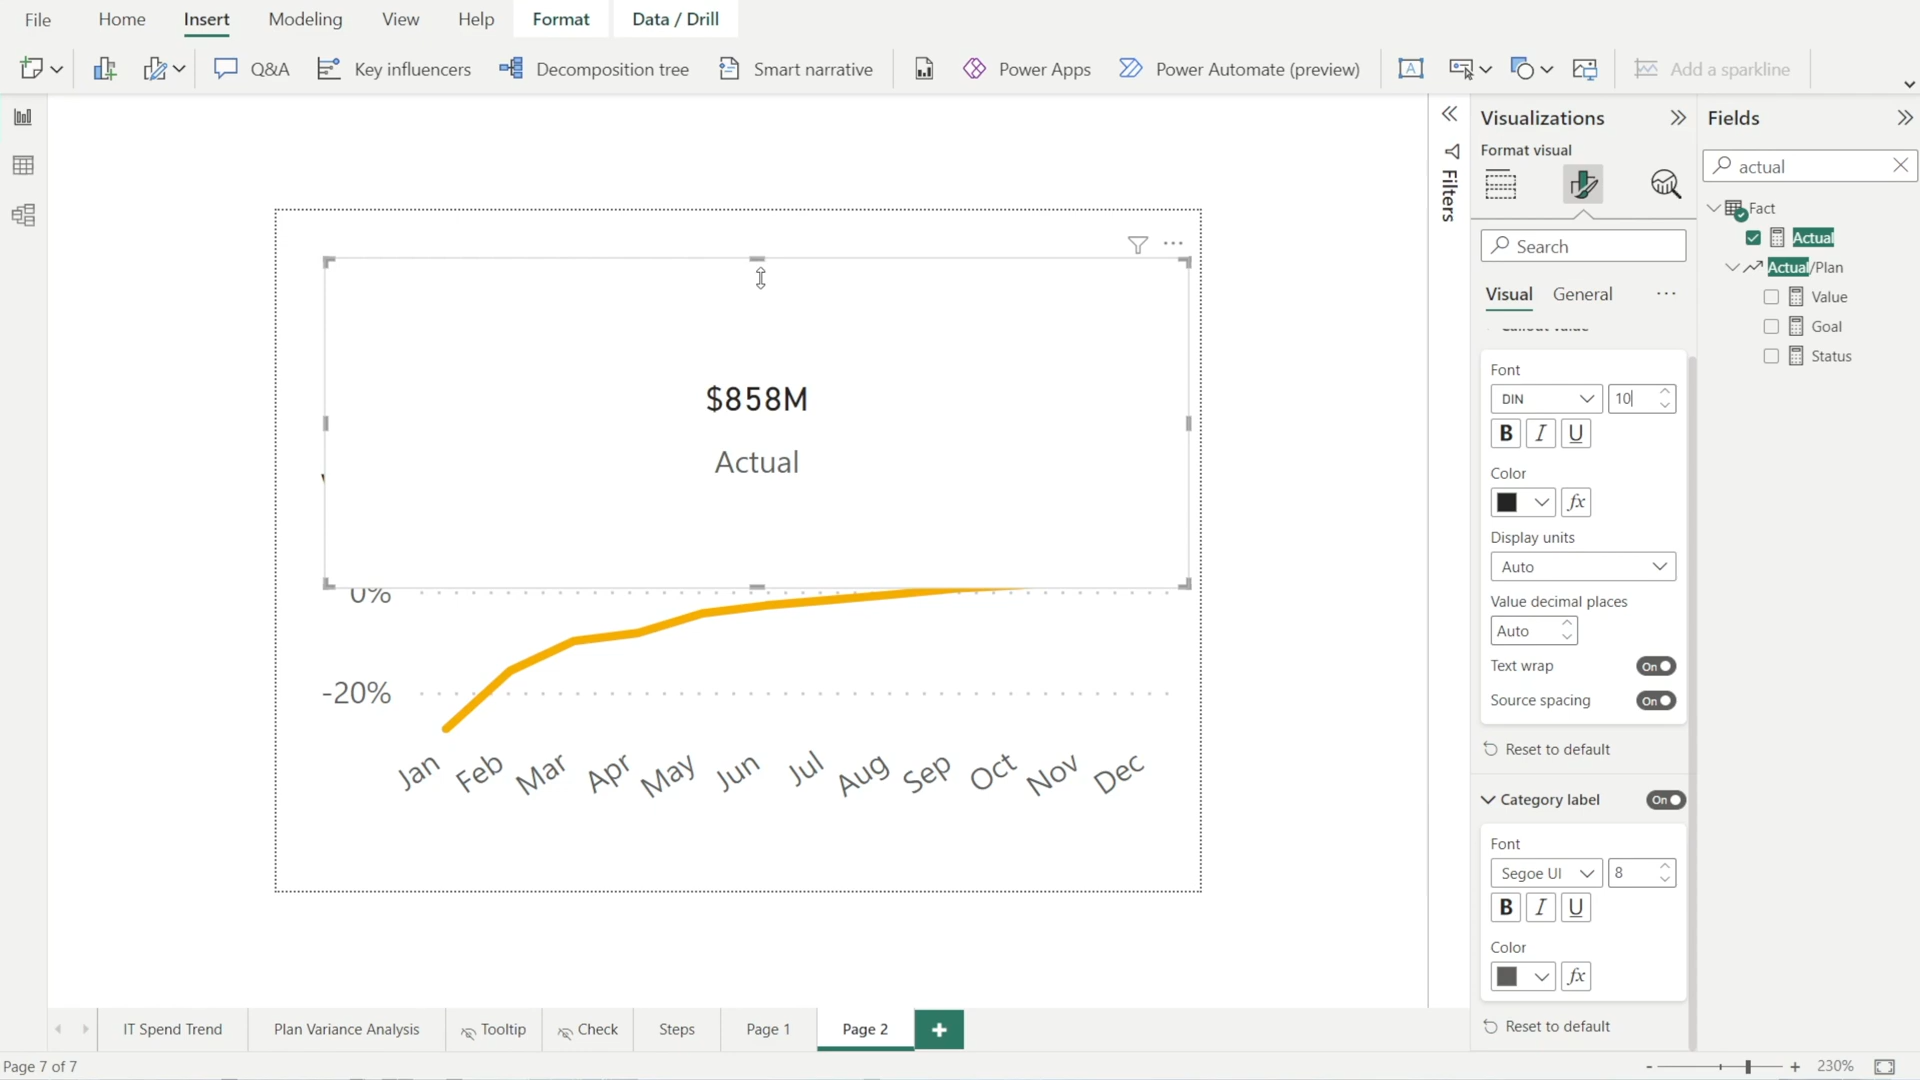 File Home Insert Modeling View Help Format Data / Drill
Q&A Key influencers Decomposition tree Smart narrative Power Apps Power Automate (preview) Add a sparkline
Visualizations
Format visual
Search
Visual General
Callout value
Font
DIN 10
B I U
Color
fx
Display units
Auto
Value decimal places
Auto
Text wrap On
Source spacing On
Reset to default
Category label On
Font
Segoe UI 8
B I U
Color
fx
Reset to default
Filters
Fields
actual
Fact
Actual
Actual/Plan
Value
Goal
Status
$858M
Actual
0%
-20%
Jan Feb Mar Apr May Jun Jul Aug Sep Oct Nov Dec
IT Spend Trend Plan Variance Analysis Tooltip Check Steps Page 1 Page 2
Page 7 of 7
230%